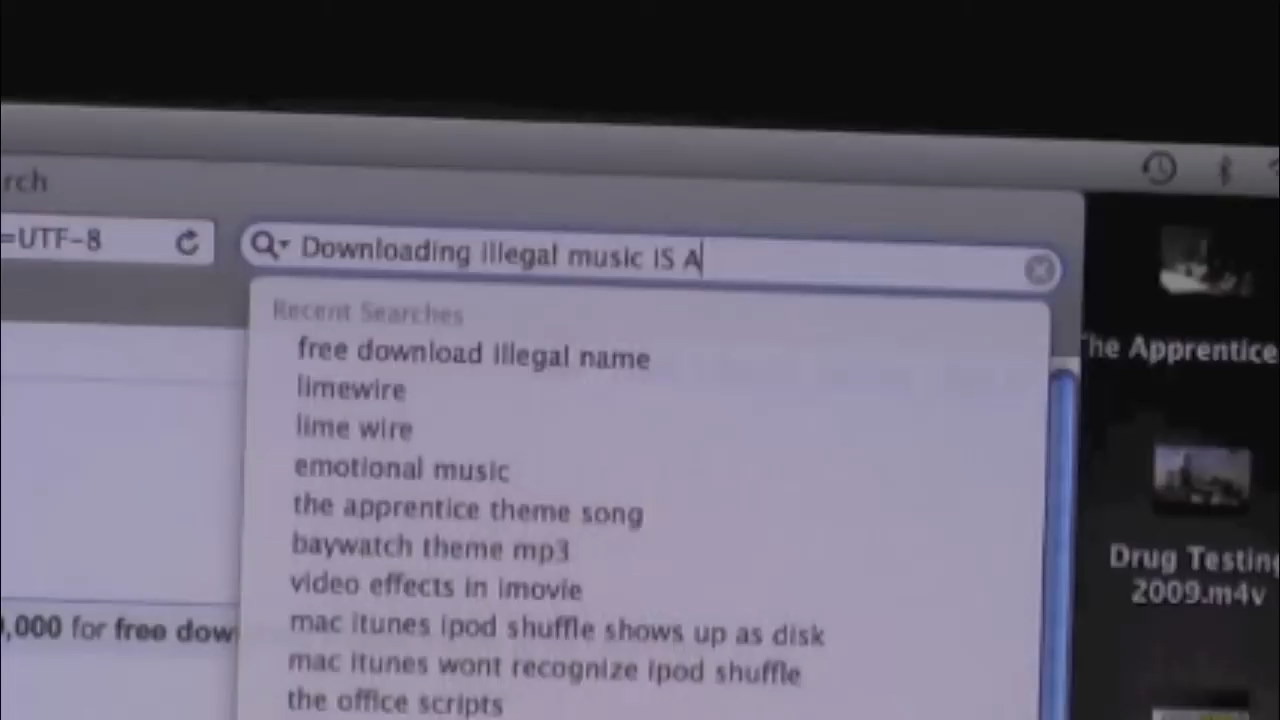 rch
=UTF-8
Downloading illegal music IS A
Recent Searches
free download illegal name
limewire
lime wire
emotional music
the apprentice theme song
baywatch theme mp3
video effects in imovie
mac itunes ipod shuffle shows up as disk
mac itunes wont recognize ipod shuffle
the office scripts
,000 for free dow
The Apprentice
Drug Testing
2009.m4v